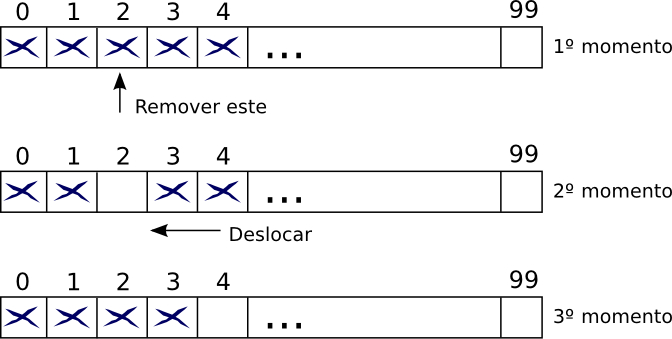 0 1 2 3 4 99
... 1º momento
Remover este
0 1 2 3 4 99
... 2º momento
Deslocar
0 1 2 3 4 99
... 3º momento